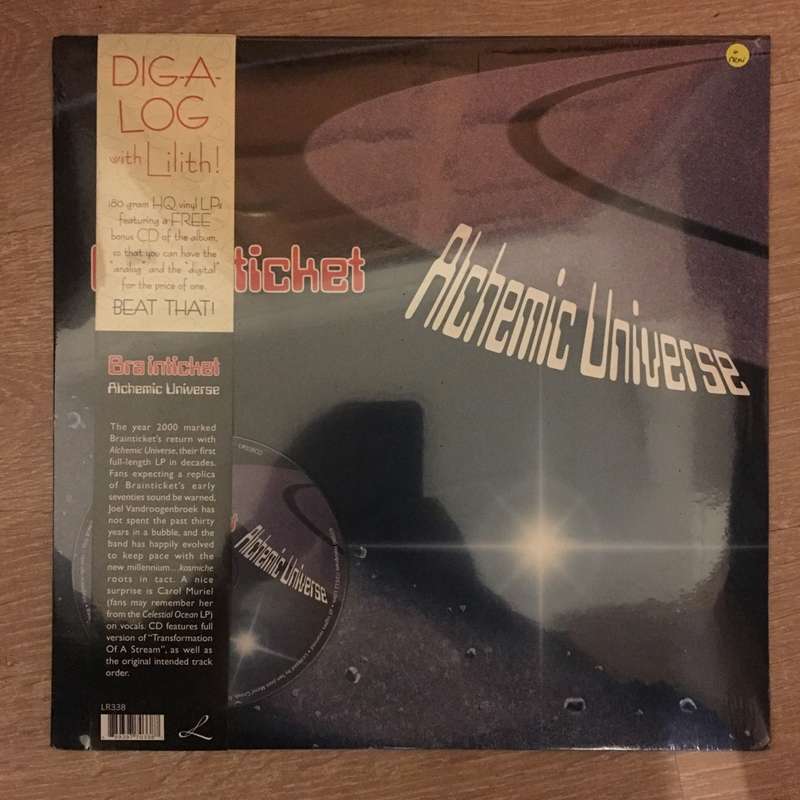 DIG-A-
LOG
with Lilith!
180 gram HQ vinyl LPs
featuring a FREE
bonus CD of the album,
so that you can have the
"analog" and the "digital"
for the price of one.
BEAT THAT!
ticket
Alchemic Universe
Brainticket
Alchemic Universe
The year 2000 marked
Brainticket's return with
Alchemic Universe, their first
full-length LP in decades.
Fans expecting a replica
of Brainticket's early
seventies sound be warned,
Joel Vandroogenbroek has
not spent the past thirty
years in a bubble, and the
band has happily evolved
to keep pace with the
new millennium...kosmiche
roots in tact. A nice
surprise is Carol Muriel
(fans may remember her
from the Celestial Ocean LP)
on vocals. CD features full
version of "Transformation
Of A Stream", as well as
the original intended track
order.
LR338
L
Alchemic Universe
LR338CD
NEW